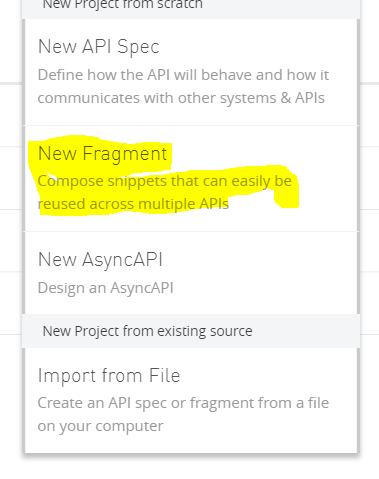 New Project from scratch
New API Spec
Define how the API will behave and how it
communicates with other systems & APIs
New Fragment
Compose snippets that can easily be
reused across multiple APIs
New AsyncAPI
Design an AsyncAPI
New Project from existing source
Import from File
Create an API spec or fragment from a file
on your computer